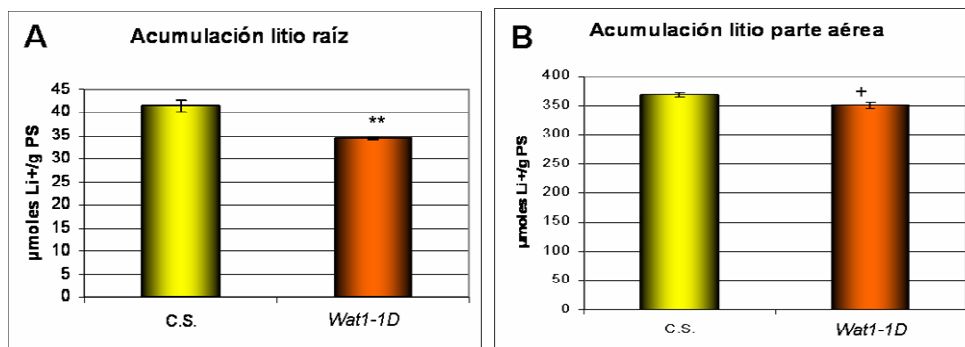 A
Acumulación litio raíz
µmoles Li+/g PS
45
40
35
30
25
20
15
10
5
0
**
C.S.
Wat1-1D
B
Acumulación litio parte aérea
µmoles Li+/g PS
400
350
300
250
200
150
100
50
0
+
C.S.
Wat1-1D